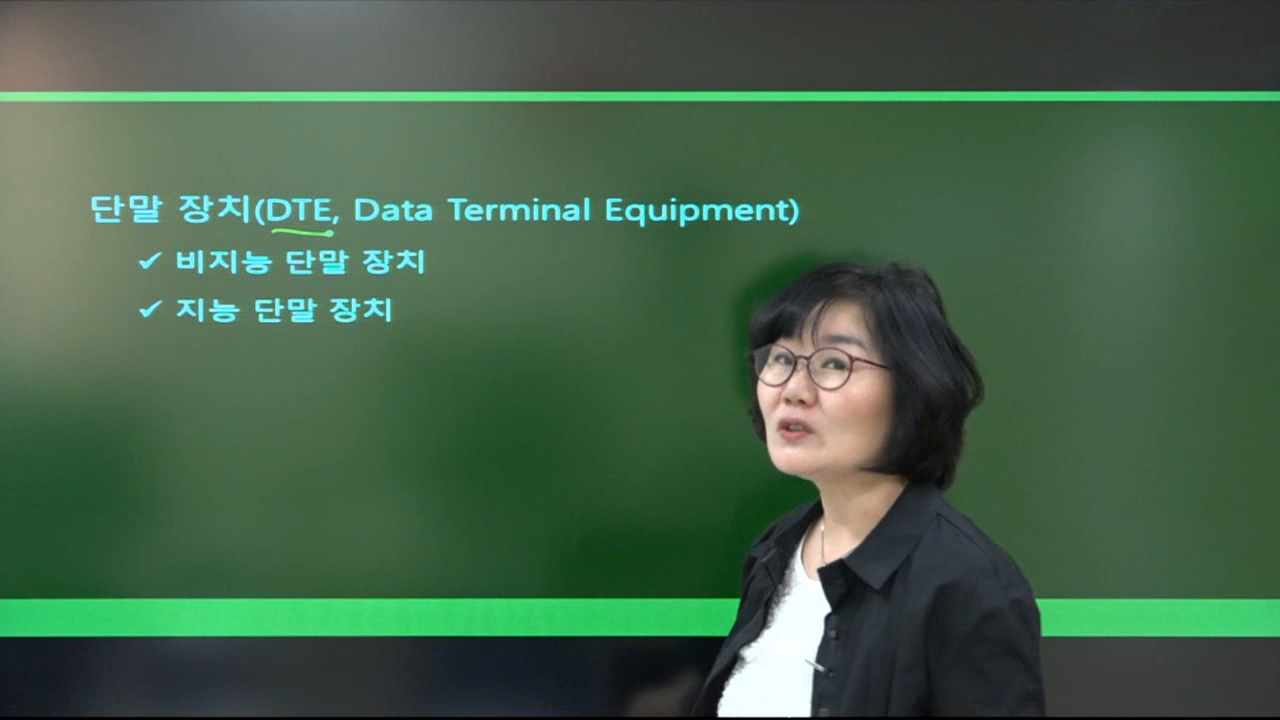 단말 장치(DTE, Data Terminal Equipment)
✓ 비지능 단말 장치
✓ 지능 단말 장치